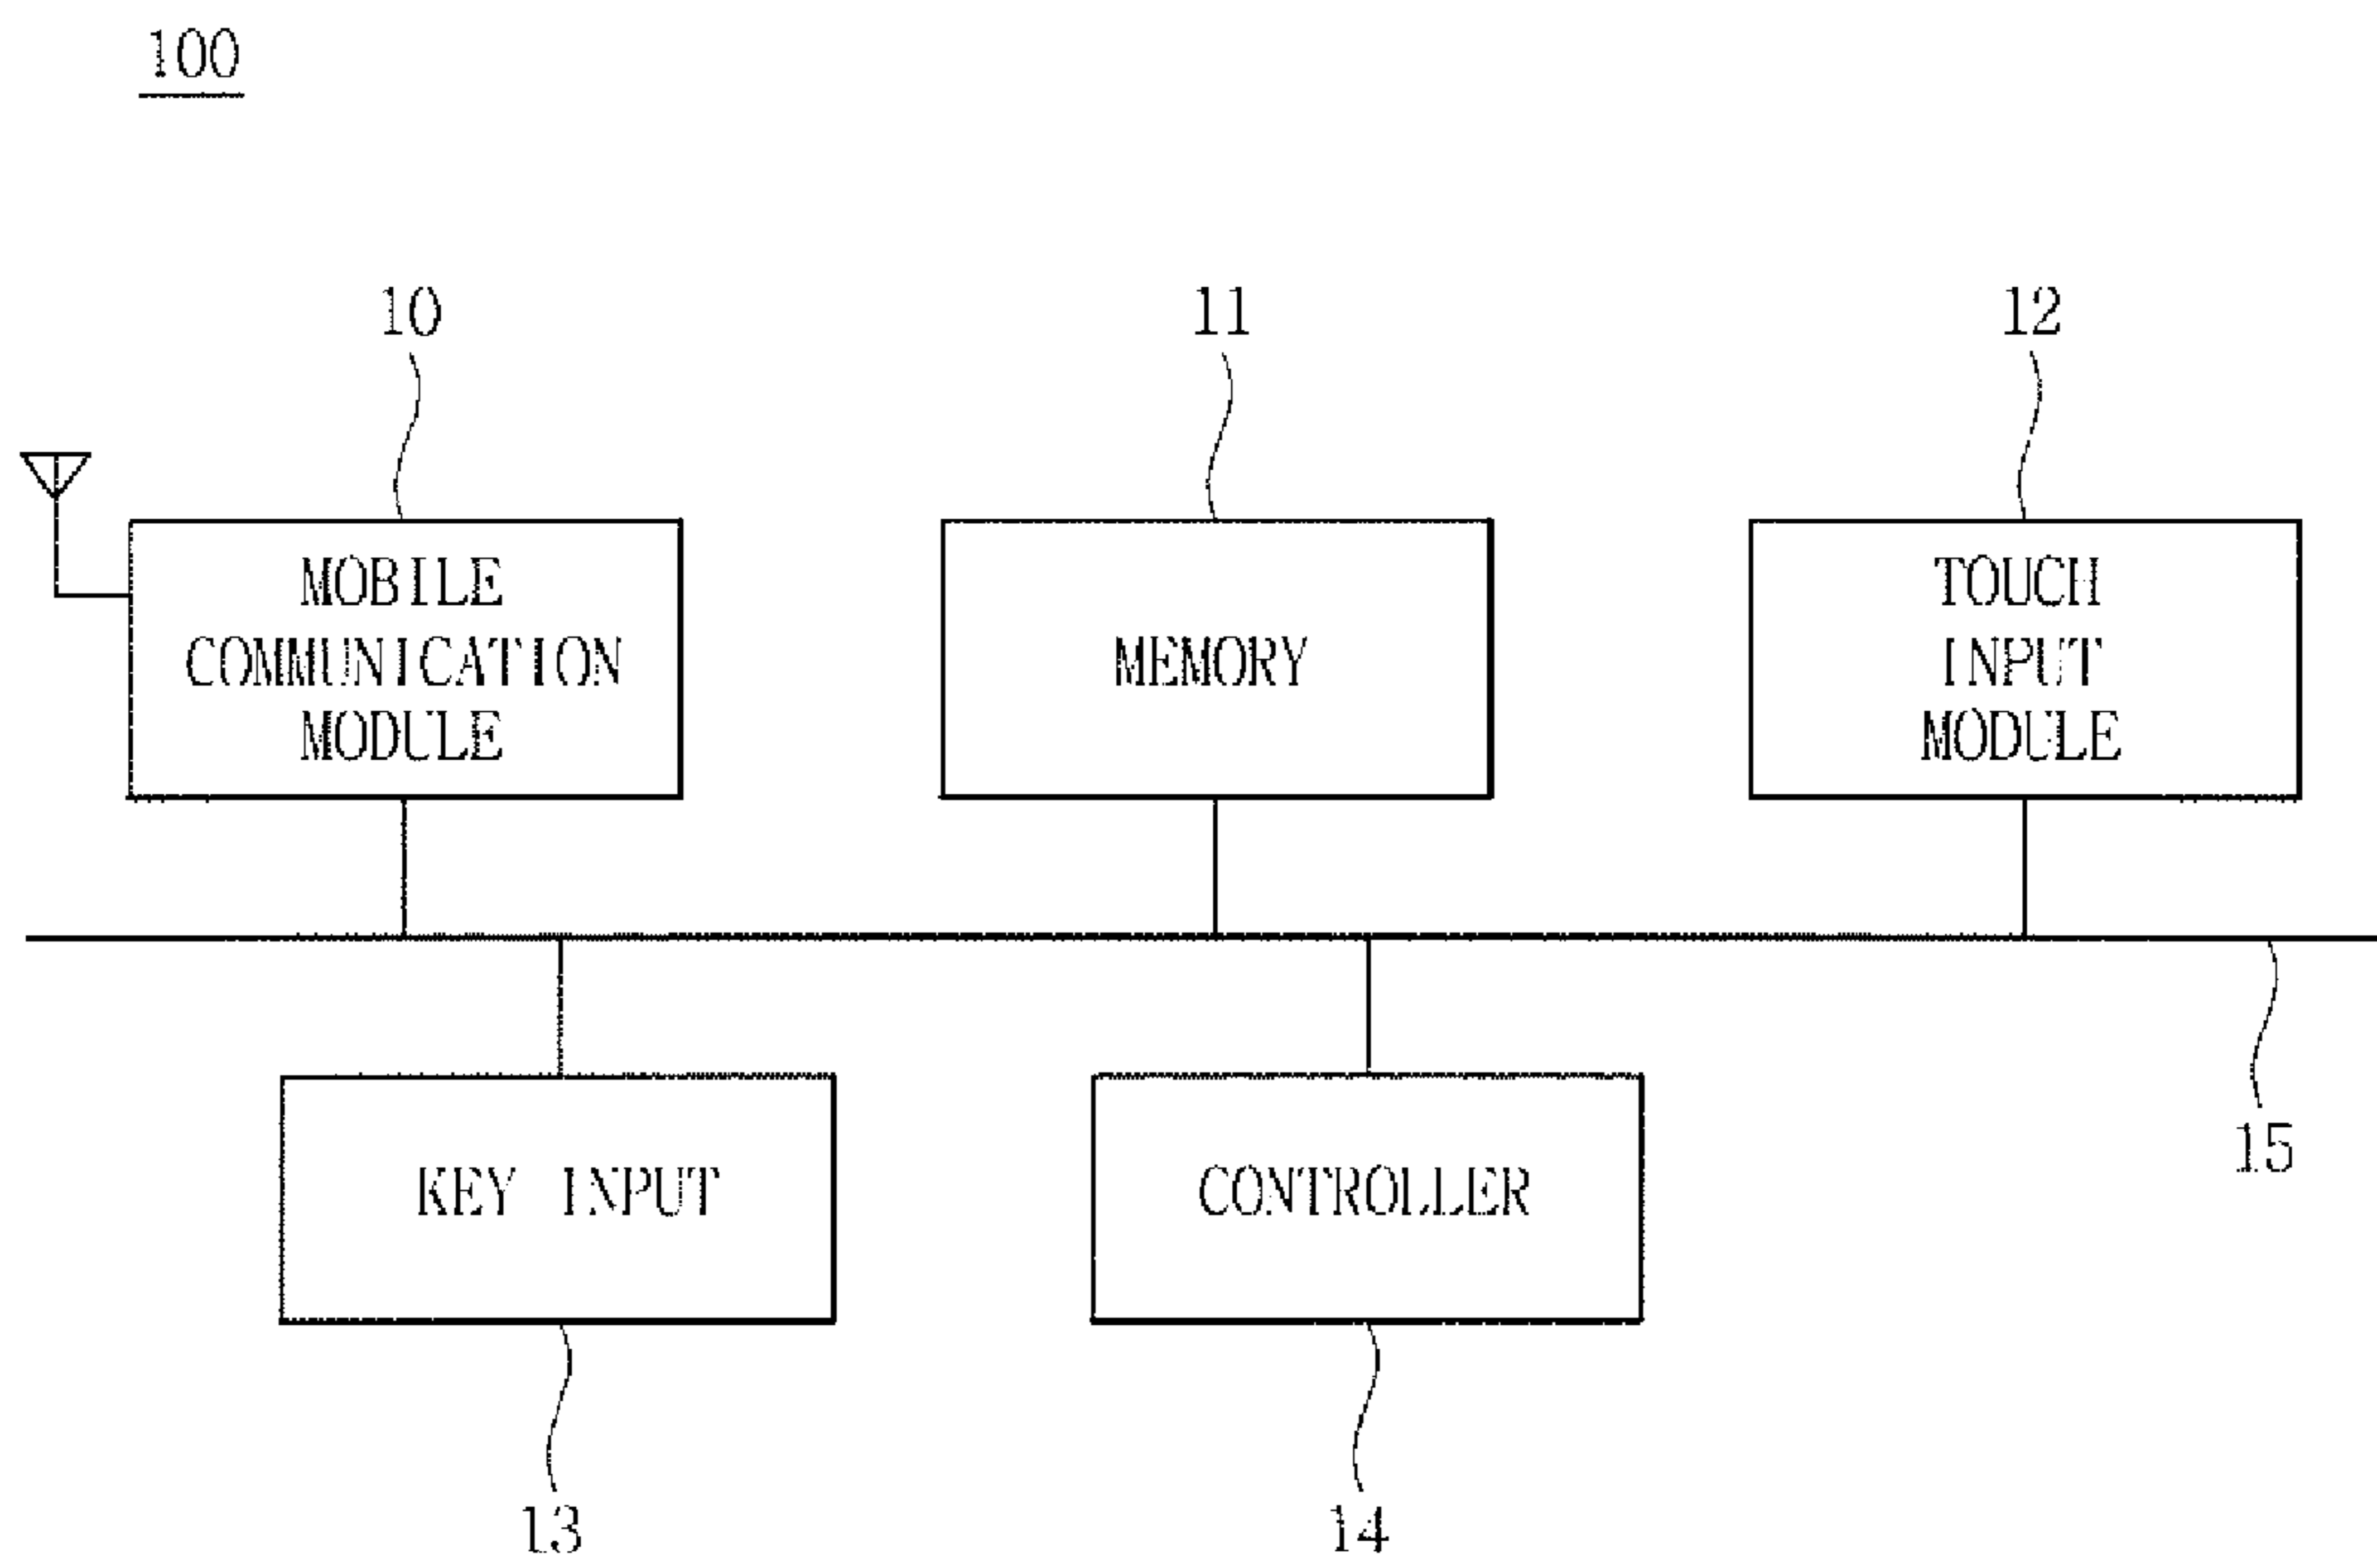 100
10
11
12
MOBILE
COMMUNICATION
MODULE
MEMORY
TOUCH
INPUT
MODULE
KEY INPUT
CONTROLLER
15
13
14